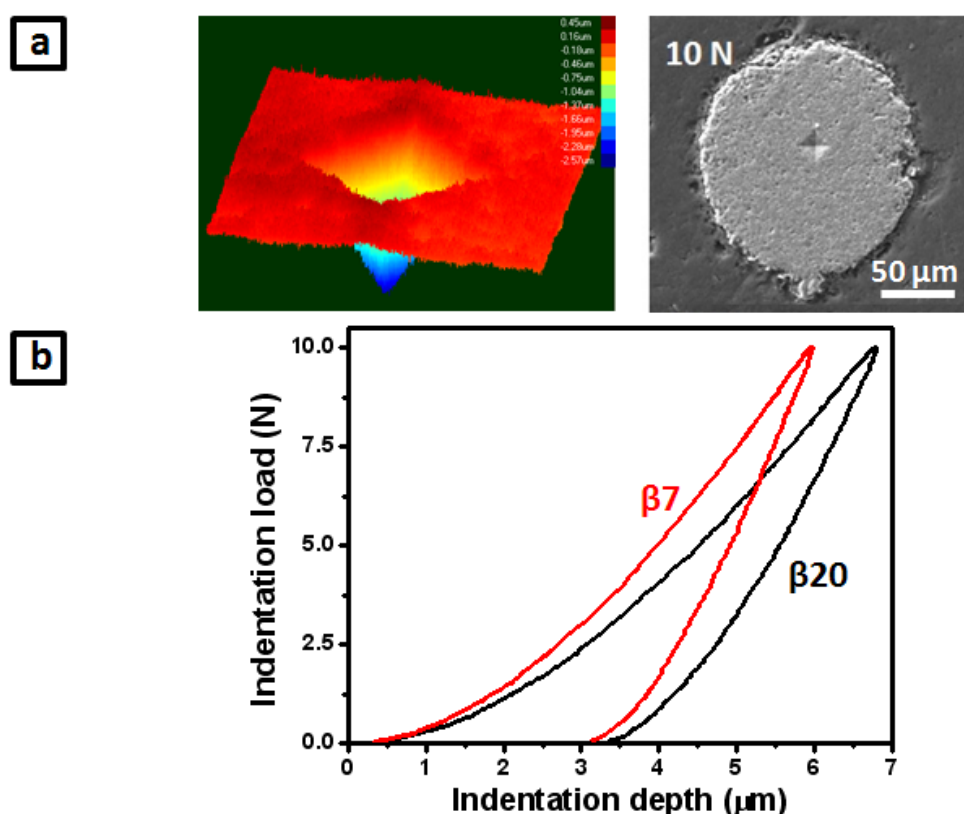 a
0.45um
0.16um
-0.18um
-0.46um
-0.75um
-1.04um
-1.37um
-1.66um
-1.95um
-2.28um
-2.57um
10 N
50 μm
b
Indentation load (N)
10.0
7.5
5.0
2.5
0.0
β7
β20
0 1 2 3 4 5 6 7
Indentation depth (μm)